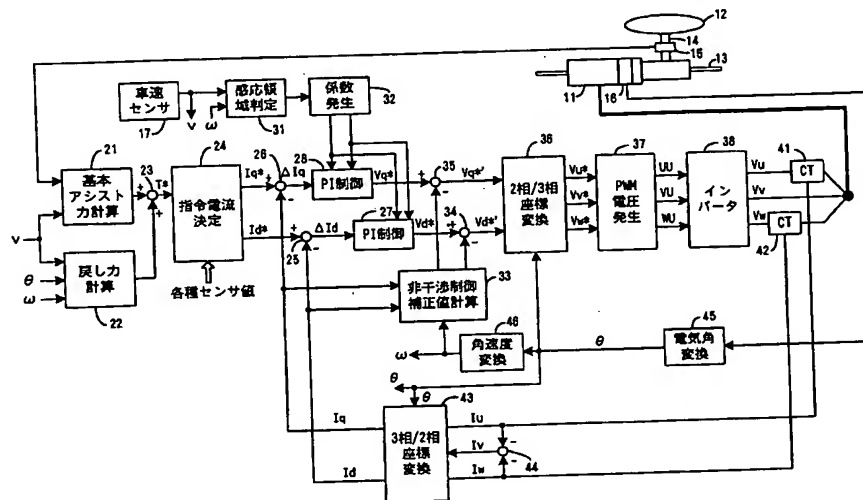 12
14
15
13
11
16
車速
センサ
17
v
ω
感応領
域判定
31
係数
発生
32
21
基本
アシスト
力計算
+
23
T*
+
24
指令電流
決定
各種センサ値
Iq*
+
26
ΔIq
-
28
PI制御
Vq*
+
35
Vq*'
-
Id*
+
25
ΔId
-
27
PI制御
Vd*
+
34
Vd*'
-
36
2相/3相
座標
変換
Vu*
Vv*
Vw*
37
PWM
電圧
発生
UU
VU
WU
38
イン
バータ
Vu
Vv
Vw
41
CT
CT
42
v
θ
ω
戻し力
計算
22
33
非干渉制御
補正値計算
ω
46
角速度
変換
θ
45
電気角
変換
θ
θ
43
3相/2相
座標
変換
Iq
Id
Iu
Iv
Iw
-
-
44